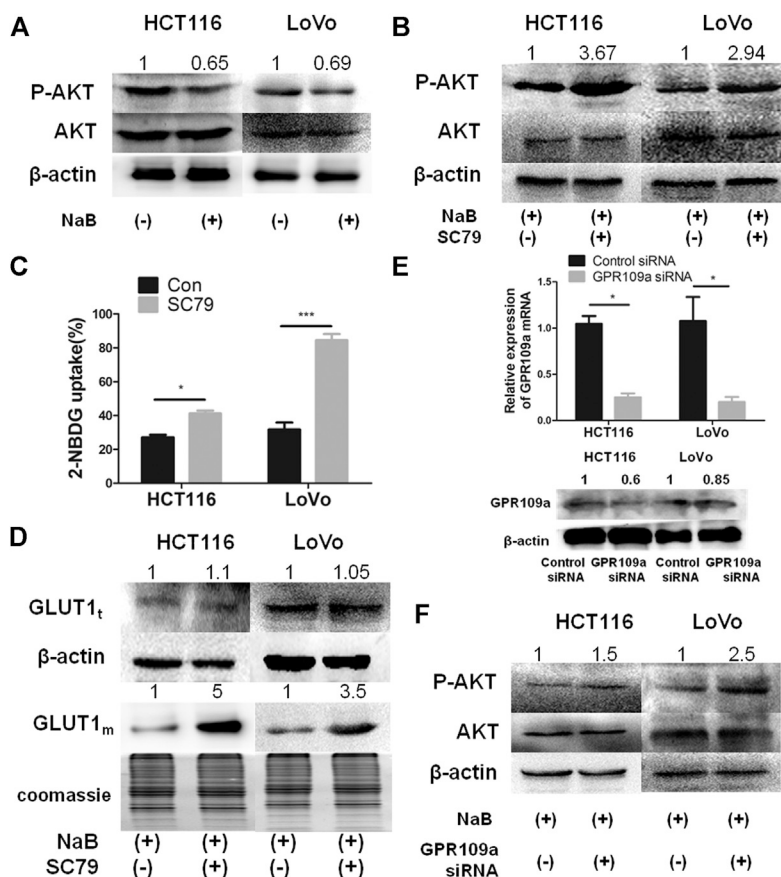 A
HCT116 LoVo
1 0.65 1 0.69
P-AKT
AKT
β-actin
NaB (-) (+) (-) (+)
B
HCT116 LoVo
1 3.67 1 2.94
P-AKT
AKT
β-actin
NaB (+) (+) (+) (+)
SC79 (-) (+) (-) (+)
C
Con
SC79
2-NBDG uptake(%)
100
80
60
40
20
0
*
***
HCT116 LoVo
D
HCT116 LoVo
1 1.1 1 1.05
GLUT1t
β-actin
1 5 1 3.5
GLUT1m
coomassie
NaB (+) (+) (+) (+)
SC79 (-) (+) (-) (+)
E
Control siRNA
GPR109a siRNA
Relative expression
of GPR109a mRNA
1.5
1.0
0.5
0.0
* *
HCT116 LoVo
HCT116 LoVo
1 0.6 1 0.85
GPR109a
β-actin
Control GPR109a Control GPR109a
siRNA siRNA siRNA siRNA
F
HCT116 LoVo
1 1.5 1 2.5
P-AKT
AKT
β-actin
NaB (+) (+) (+) (+)
GPR109a
siRNA (-) (+) (-) (+)